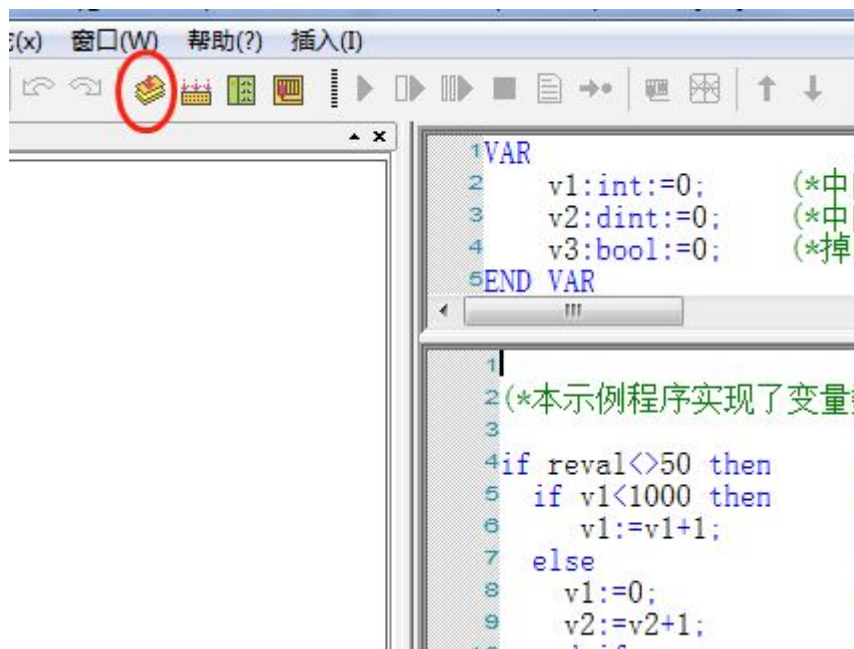 (x) 窗口(W) 帮助(?) 插入(I)
1VAR
2 v1:int:=0; (*中
3 v2:dint:=0; (*中
4 v3:bool:=0; (*掉
5END_VAR
1
2(*本示例程序实现了变量
3
4if reval<>50 then
5 if v1<1000 then
6 v1:=v1+1;
7 else
8 v1:=0;
9 v2:=v2+1;